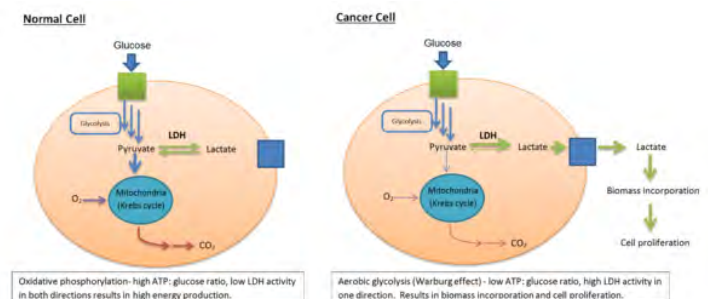 Normal Cell
Glucose
Glycolysis
LDH
Pyruvate
Lactate
O₂
Mitochondria
(Krebs cycle)
CO₂
Oxidative phosphorylation- high ATP: glucose ratio, low LDH activity
in both directions results in high energy production.
Cancer Cell
Glucose
Glycolysis
LDH
Pyruvate
Lactate
Lactate
O₂
Mitochondria
(Krebs cycle)
Biomass incorporation
CO₂
Cell proliferation
Aerobic glycolysis (Warburg effect) - low ATP: glucose ratio, high LDH activity in
one direction. Results in biomass incorporation and cell proliferation.